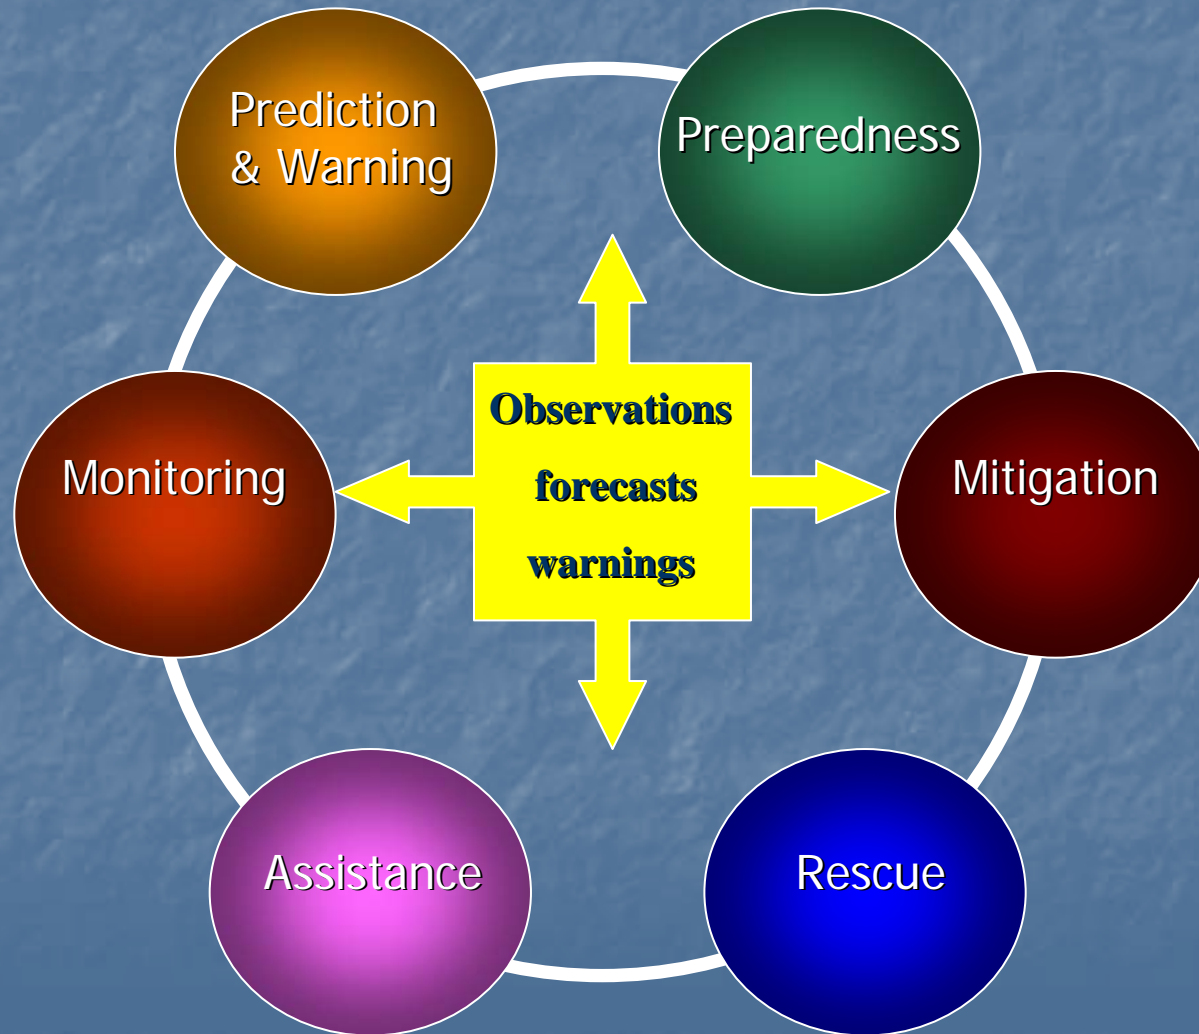 Prediction
& Warning
Preparedness
Observations
forecasts
warnings
Monitoring
Mitigation
Assistance
Rescue